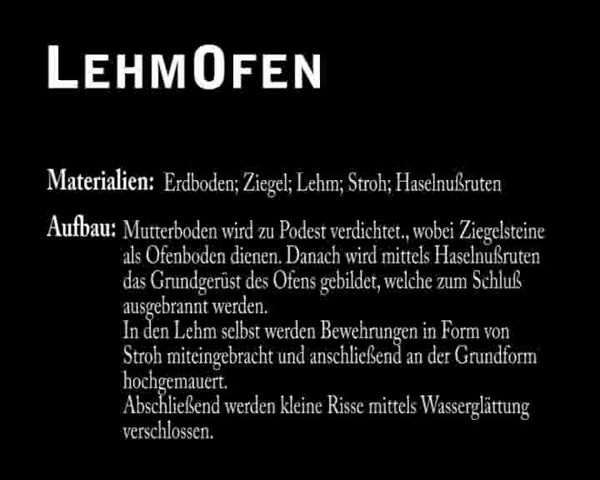 LEHMOFEN
Materialien: Erdboden; Ziegel; Lehm; Stroh; Haselnußruten
Aufbau: Mutterboden wird zu Podest verdichtet., wobei Ziegelsteine
als Ofenboden dienen. Danach wird mittels Haselnußruten
das Grundgerüst des Ofens gebildet, welche zum Schluß
ausgebrannt werden.
In den Lehm selbst werden Bewehrungen in Form von
Stroh miteingebracht und anschließend an der Grundform
hochgemauert.
Abschließend werden kleine Risse mittels Wasserglättung
verschlossen.